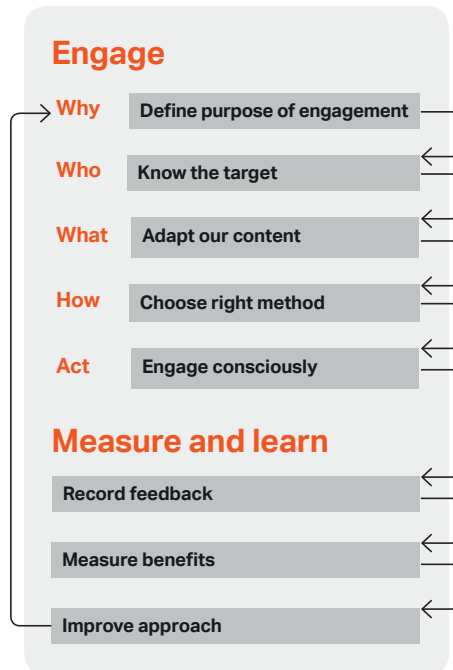 Engage
Why Define purpose of engagement
Who Know the target
What Adapt our content
How Choose right method
Act Engage consciously
Measure and learn
Record feedback
Measure benefits
Improve approach